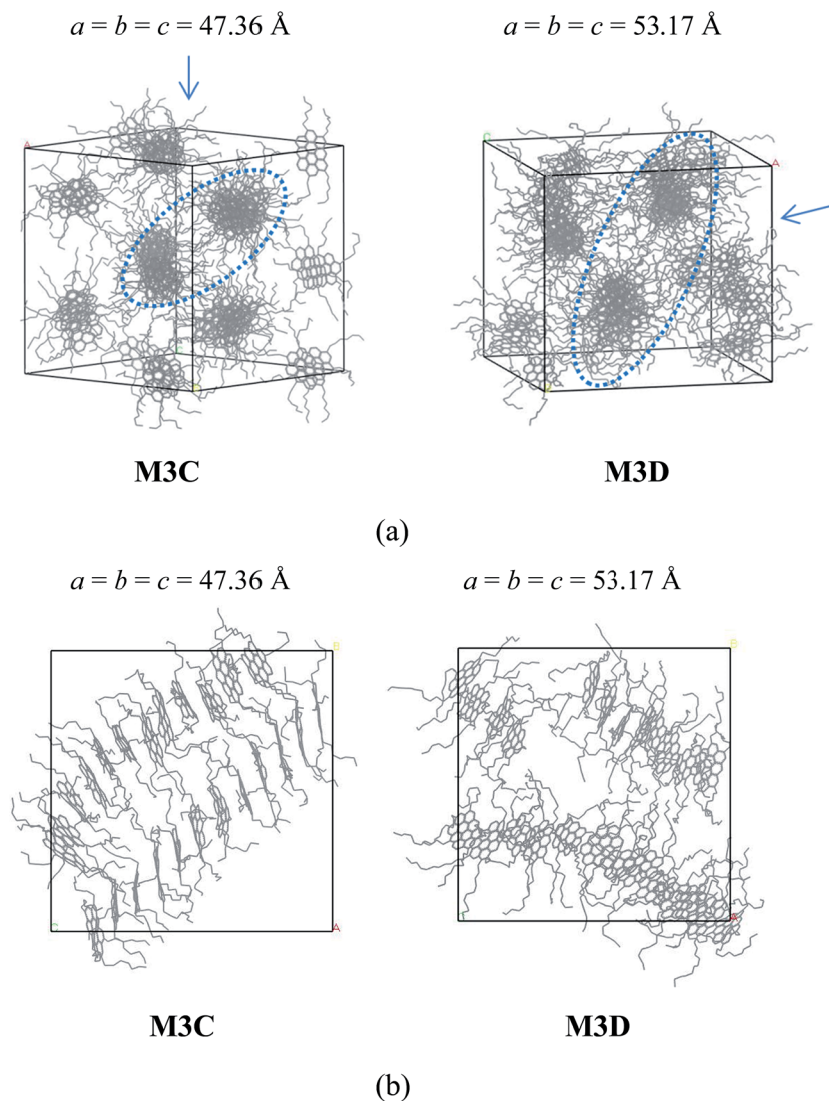 a = b = c = 47.36 Å
a = b = c = 53.17 Å
A
B
C
A
M3C
M3D
(a)
a = b = c = 47.36 Å
a = b = c = 53.17 Å
B
B
C
A
A
M3C
M3D
(b)